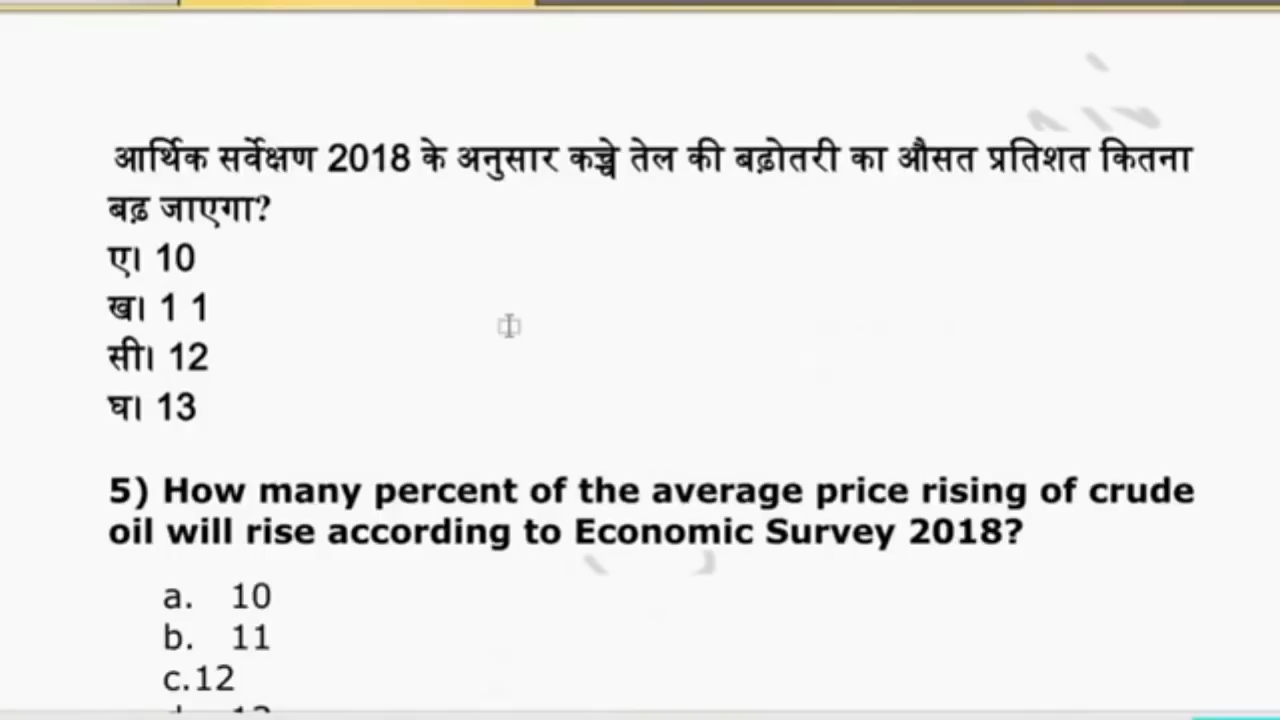 आर्थिक सर्वेक्षण 2018 के अनुसार कच्चे तेल की बढ़ोतरी का औसत प्रतिशत कितना
बढ़ जाएगा?
ए। 10
ख। 1 1
सी। 12
घ। 13
5) How many percent of the average price rising of crude
oil will rise according to Economic Survey 2018?
a. 10
b. 11
c.12